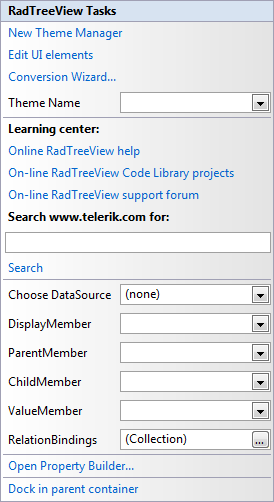 RadTreeView Tasks
New Theme Manager
Edit UI elements
Conversion Wizard...
Theme Name
Learning center:
Online RadTreeView help
On-line RadTreeView Code Library projects
On-line RadTreeView support forum
Search www.telerik.com for:
Search
Choose DataSource (none)
DisplayMember
ParentMember
ChildMember
ValueMember
RelationBindings (Collection) ...
Open Property Builder...
Dock in parent container